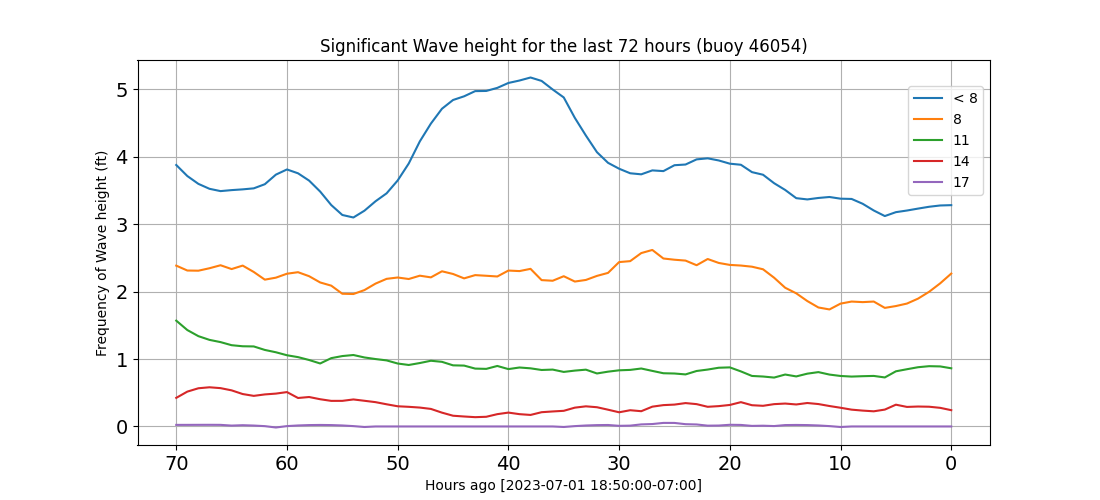 Significant Wave height for the last 72 hours (buoy 46054)
Frequency of Wave height (ft)
5
4
3
2
1
0
< 8
8
11
14
17
70 60 50 40 30 20 10 0
Hours ago [2023-07-01 18:50:00-07:00]